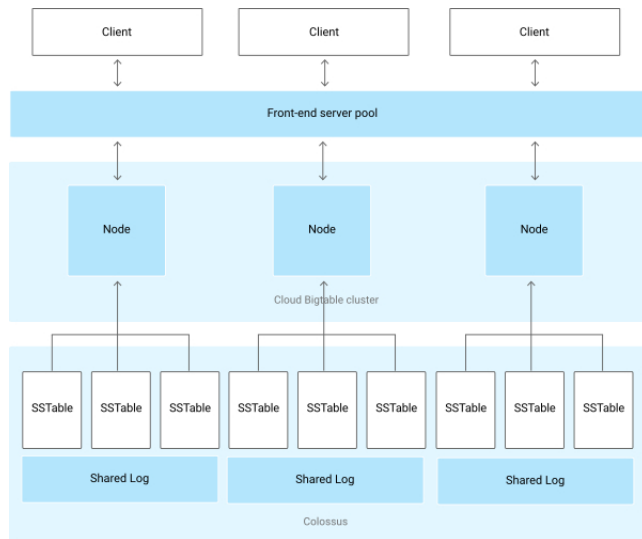 Client
Client
Client
Front-end server pool
Node
Node
Node
Cloud Bigtable cluster
SSTable
SSTable
SSTable
SSTable
SSTable
SSTable
SSTable
SSTable
SSTable
Shared Log
Shared Log
Shared Log
Colossus